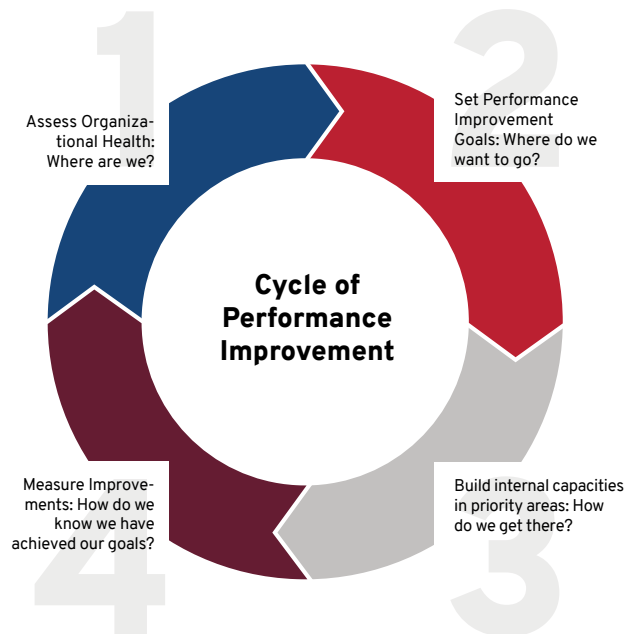 1
Assess Organiza-
tional Health:
Where are we?
2
Set Performance
Improvement
Goals: Where do we
want to go?
Cycle of
Performance
Improvement
3
Build internal capacities
in priority areas: How
do we get there?
4
Measure Improve-
ments: How do we
know we have
achieved our goals?